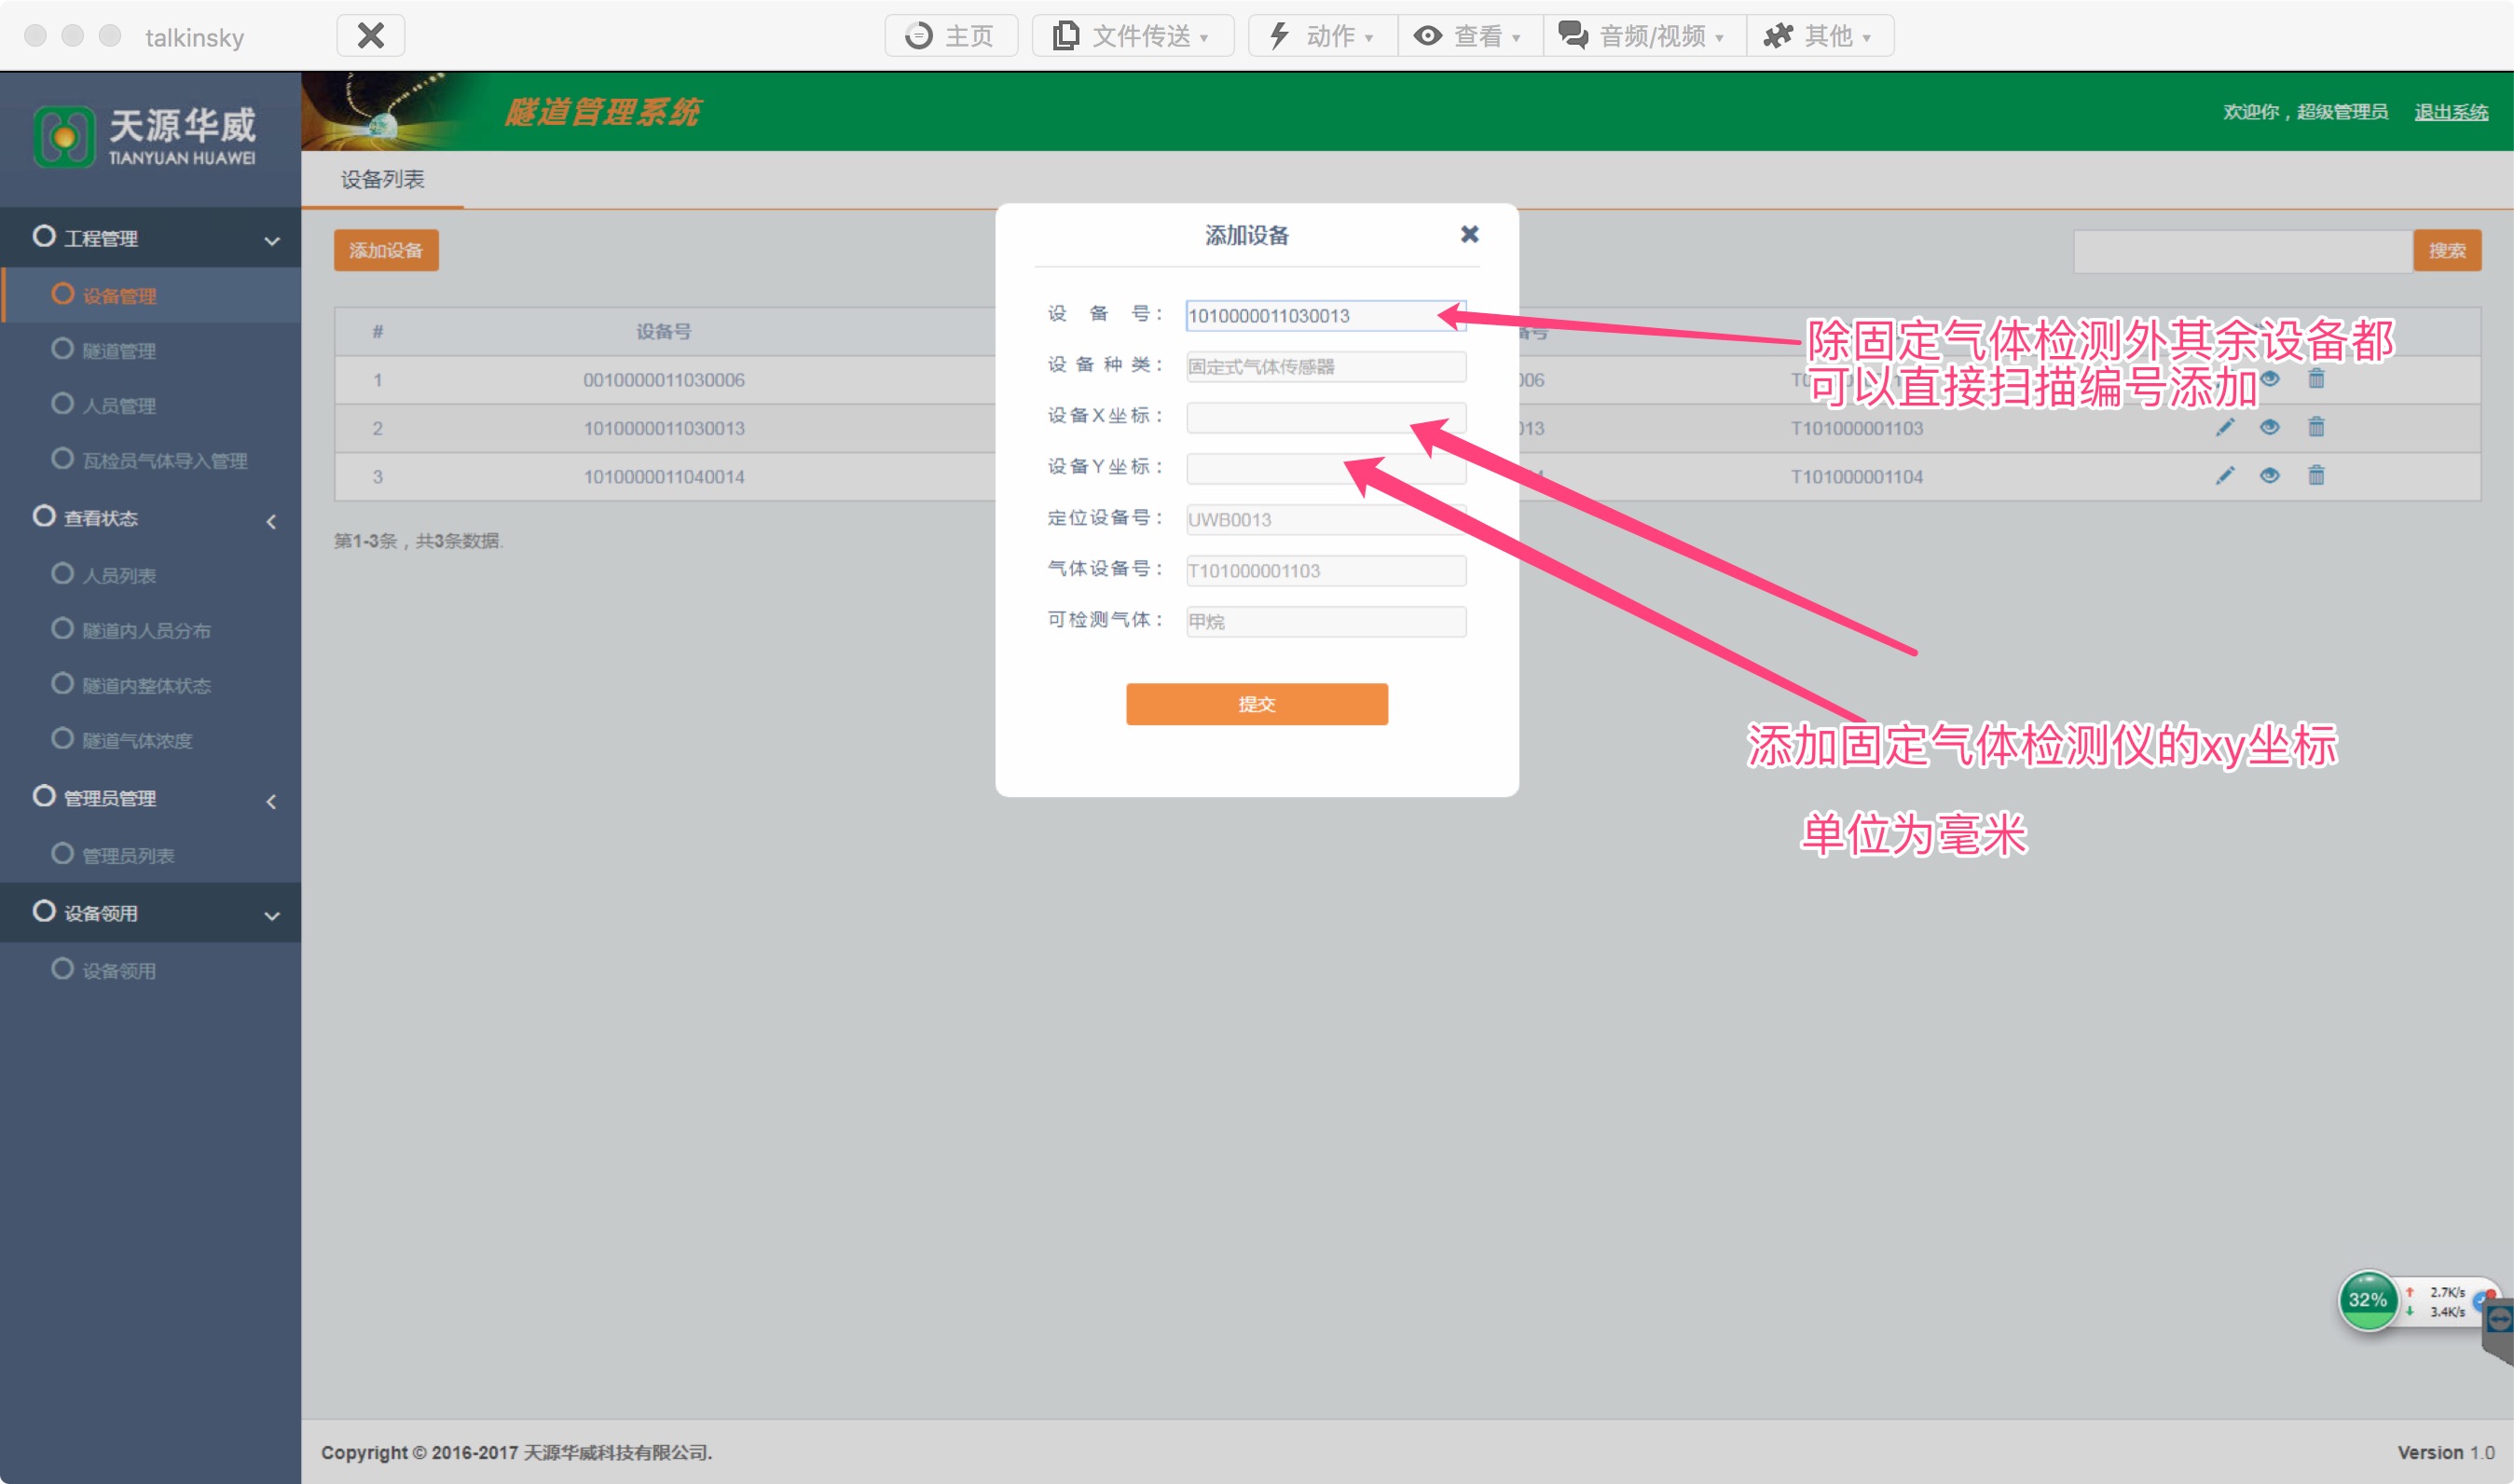 talkinsky
主页
文件传送
动作
查看
音频/视频
其他
天源华威
TIANYUAN HUAWEI
隧道管理系统
欢迎你，超级管理员 退出系统
工程管理
设备管理
隧道管理
人员管理
瓦检员气体导入管理
查看状态
人员列表
隧道内人员分布
隧道内整体状态
隧道气体浓度
管理员管理
管理员列表
设备领用
设备领用
设备列表
添加设备
搜索
# 设备号
1 0010000011030006
2 1010000011030013 T101000001103
3 1010000011040014 T101000001104
第1-3条，共3条数据.
添加设备
设备号： 1010000011030013
设备种类： 固定式气体传感器
设备X坐标：
设备Y坐标：
定位设备号： UWB0013
气体设备号： T101000001103
可检测气体： 甲烷
提交
除固定气体检测外其余设备都
可以直接扫描编号添加
添加固定气体检测仪的xy坐标
单位为毫米
32%
2.7K/s
3.4K/s
Copyright © 2016-2017 天源华威科技有限公司.
Version 1.0